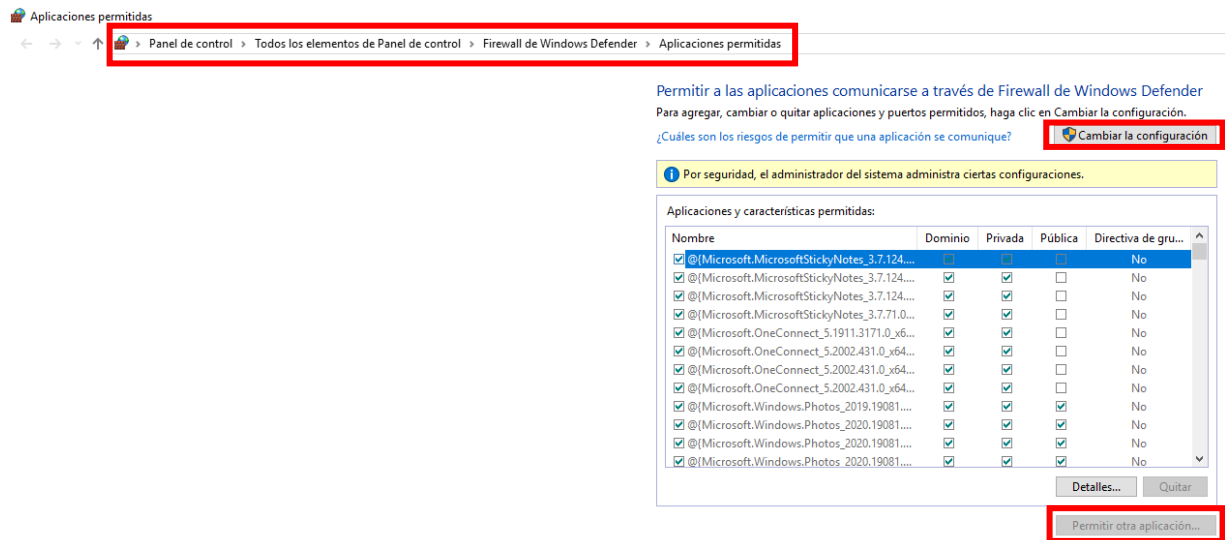 Aplicaciones permitidas
Panel de control > Todos los elementos de Panel de control > Firewall de Windows Defender > Aplicaciones permitidas
Permitir a las aplicaciones comunicarse a través de Firewall de Windows Defender
Para agregar, cambiar o quitar aplicaciones y puertos permitidos, haga clic en Cambiar la configuración.
¿Cuáles son los riesgos de permitir que una aplicación se comunique? Cambiar la configuración
Por seguridad, el administrador del sistema administra ciertas configuraciones.
Aplicaciones y características permitidas:
Nombre Dominio Privada Pública Directiva de gru...
@{Microsoft.MicrosoftStickyNotes_3.7.124.... No
@{Microsoft.MicrosoftStickyNotes_3.7.124.... No
@{Microsoft.MicrosoftStickyNotes_3.7.124.... No
@{Microsoft.MicrosoftStickyNotes_3.7.71.0... No
@{Microsoft.OneConnect_5.1911.3171.0_x6... No
@{Microsoft.OneConnect_5.2002.431.0_x64... No
@{Microsoft.OneConnect_5.2002.431.0_x64... No
@{Microsoft.OneConnect_5.2002.431.0_x64... No
@{Microsoft.Windows.Photos_2019.19081.... No
@{Microsoft.Windows.Photos_2020.19081.... No
@{Microsoft.Windows.Photos_2020.19081.... No
@{Microsoft.Windows.Photos_2020.19081.... No
Detalles... Quitar
Permitir otra aplicación...